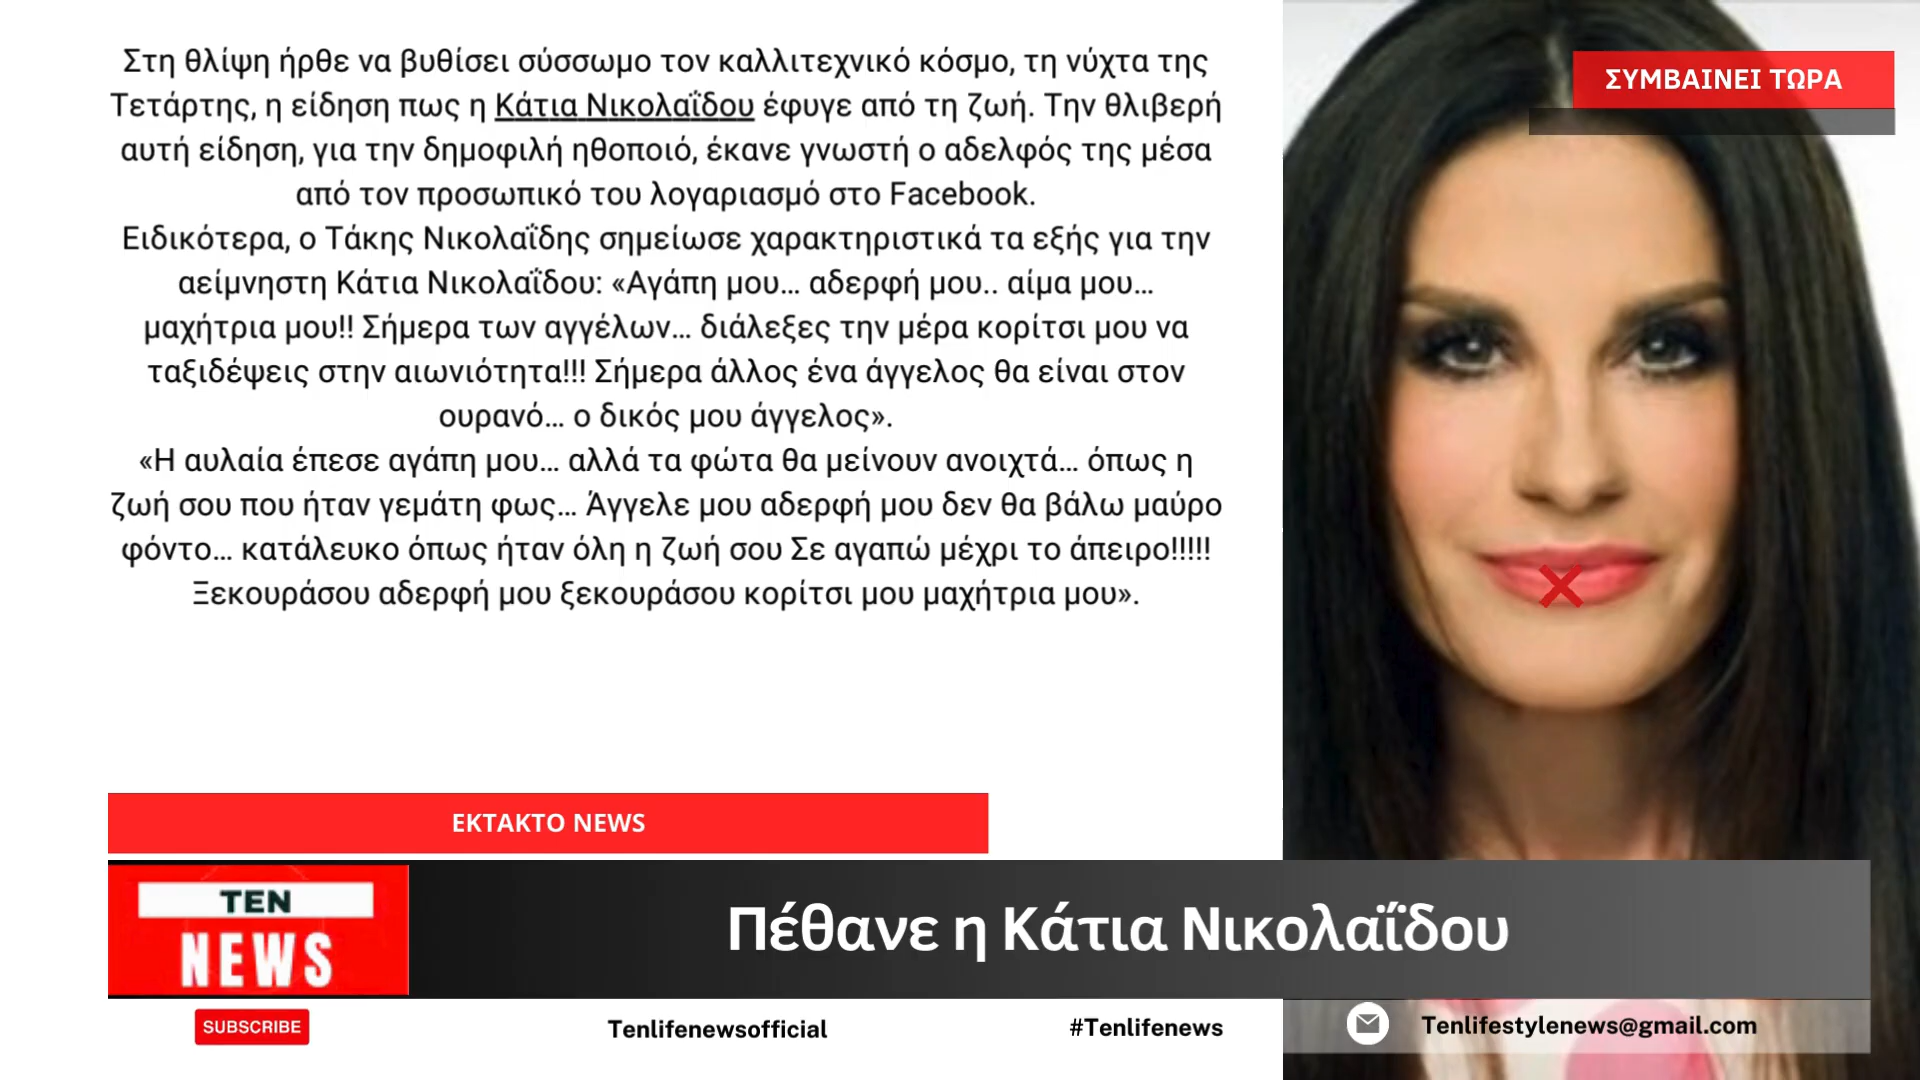 Στη θλίψη ήρθε να βυθίσει σύσσωμο τον καλλιτεχνικό κόσμο, τη νύχτα της
Τετάρτης, η είδηση πως η Κάτια Νικολαΐδου έφυγε από τη ζωή. Την θλιβερή
αυτή είδηση, για την δημοφιλή ηθοποιό, έκανε γνωστή ο αδελφός της μέσα
από τον προσωπικό του λογαριασμό στο Facebook.
Ειδικότερα, ο Τάκης Νικολαΐδης σημείωσε χαρακτηριστικά τα εξής για την
αείμνηστη Κάτια Νικολαΐδου: «Αγάπη μου… αδερφή μου.. αίμα μου…
μαχήτρια μου!! Σήμερα των αγγέλων… διάλεξες την μέρα κορίτσι μου να
ταξιδέψεις στην αιωνιότητα!!! Σήμερα άλλος ένα άγγελος θα είναι στον
ουρανό… ο δικός μου άγγελος».
«Η αυλαία έπεσε αγάπη μου… αλλά τα φώτα θα μείνουν ανοιχτά… όπως η
ζωή σου που ήταν γεμάτη φως… Άγγελε μου αδερφή μου δεν θα βάλω μαύρο
φόντο… κατάλευκο όπως ήταν όλη η ζωή σου Σε αγαπώ μέχρι το άπειρο!!!!!
Ξεκουράσου αδερφή μου ξεκουράσου κορίτσι μου μαχήτρια μου».
ΣΥΜΒΑΙΝΕΙ ΤΩΡΑ
ΕΚΤΑΚΤΟ NEWS
TEN
NEWS
Πέθανε η Κάτια Νικολαΐδου
SUBSCRIBE
Tenlifenewsofficial
#Tenlifenews
Tenlifestylenews@gmail.com